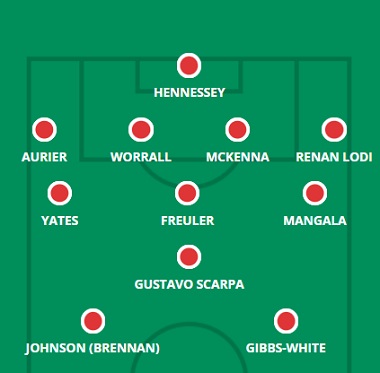 HENNESSEY
AURIER WORRALL MCKENNA RENAN LODI
YATES FREULER MANGALA
GUSTAVO SCARPA
JOHNSON (BRENNAN) GIBBS-WHITE